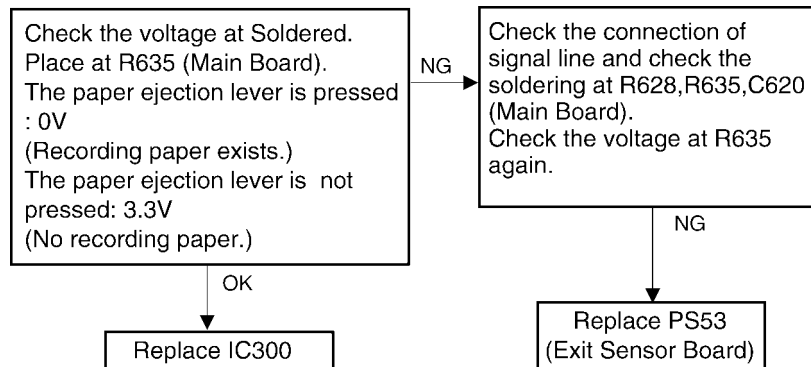 Check the voltage at Soldered.
Place at R635 (Main Board).
The paper ejection lever is pressed
: 0V
(Recording paper exists.)
The paper ejection lever is not
pressed: 3.3V
(No recording paper.)
NG
Check the connection of
signal line and check the
soldering at R628,R635,C620
(Main Board).
Check the voltage at R635
again.
OK
NG
Replace IC300
Replace PS53
(Exit Sensor Board)